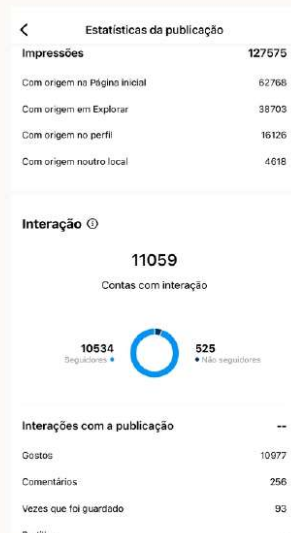 Estatísticas da publicação
Impressões 127575
Com origem na Página inicial 62768
Com origem em Explorar 38703
Com origem no perfil 16126
Com origem noutro local 4618
Interação
11059
Contas com interação
10534 525
Seguidores Não seguidores
Interações com a publicação --
Gostos 10977
Comentários 256
Vezes que foi guardado 93